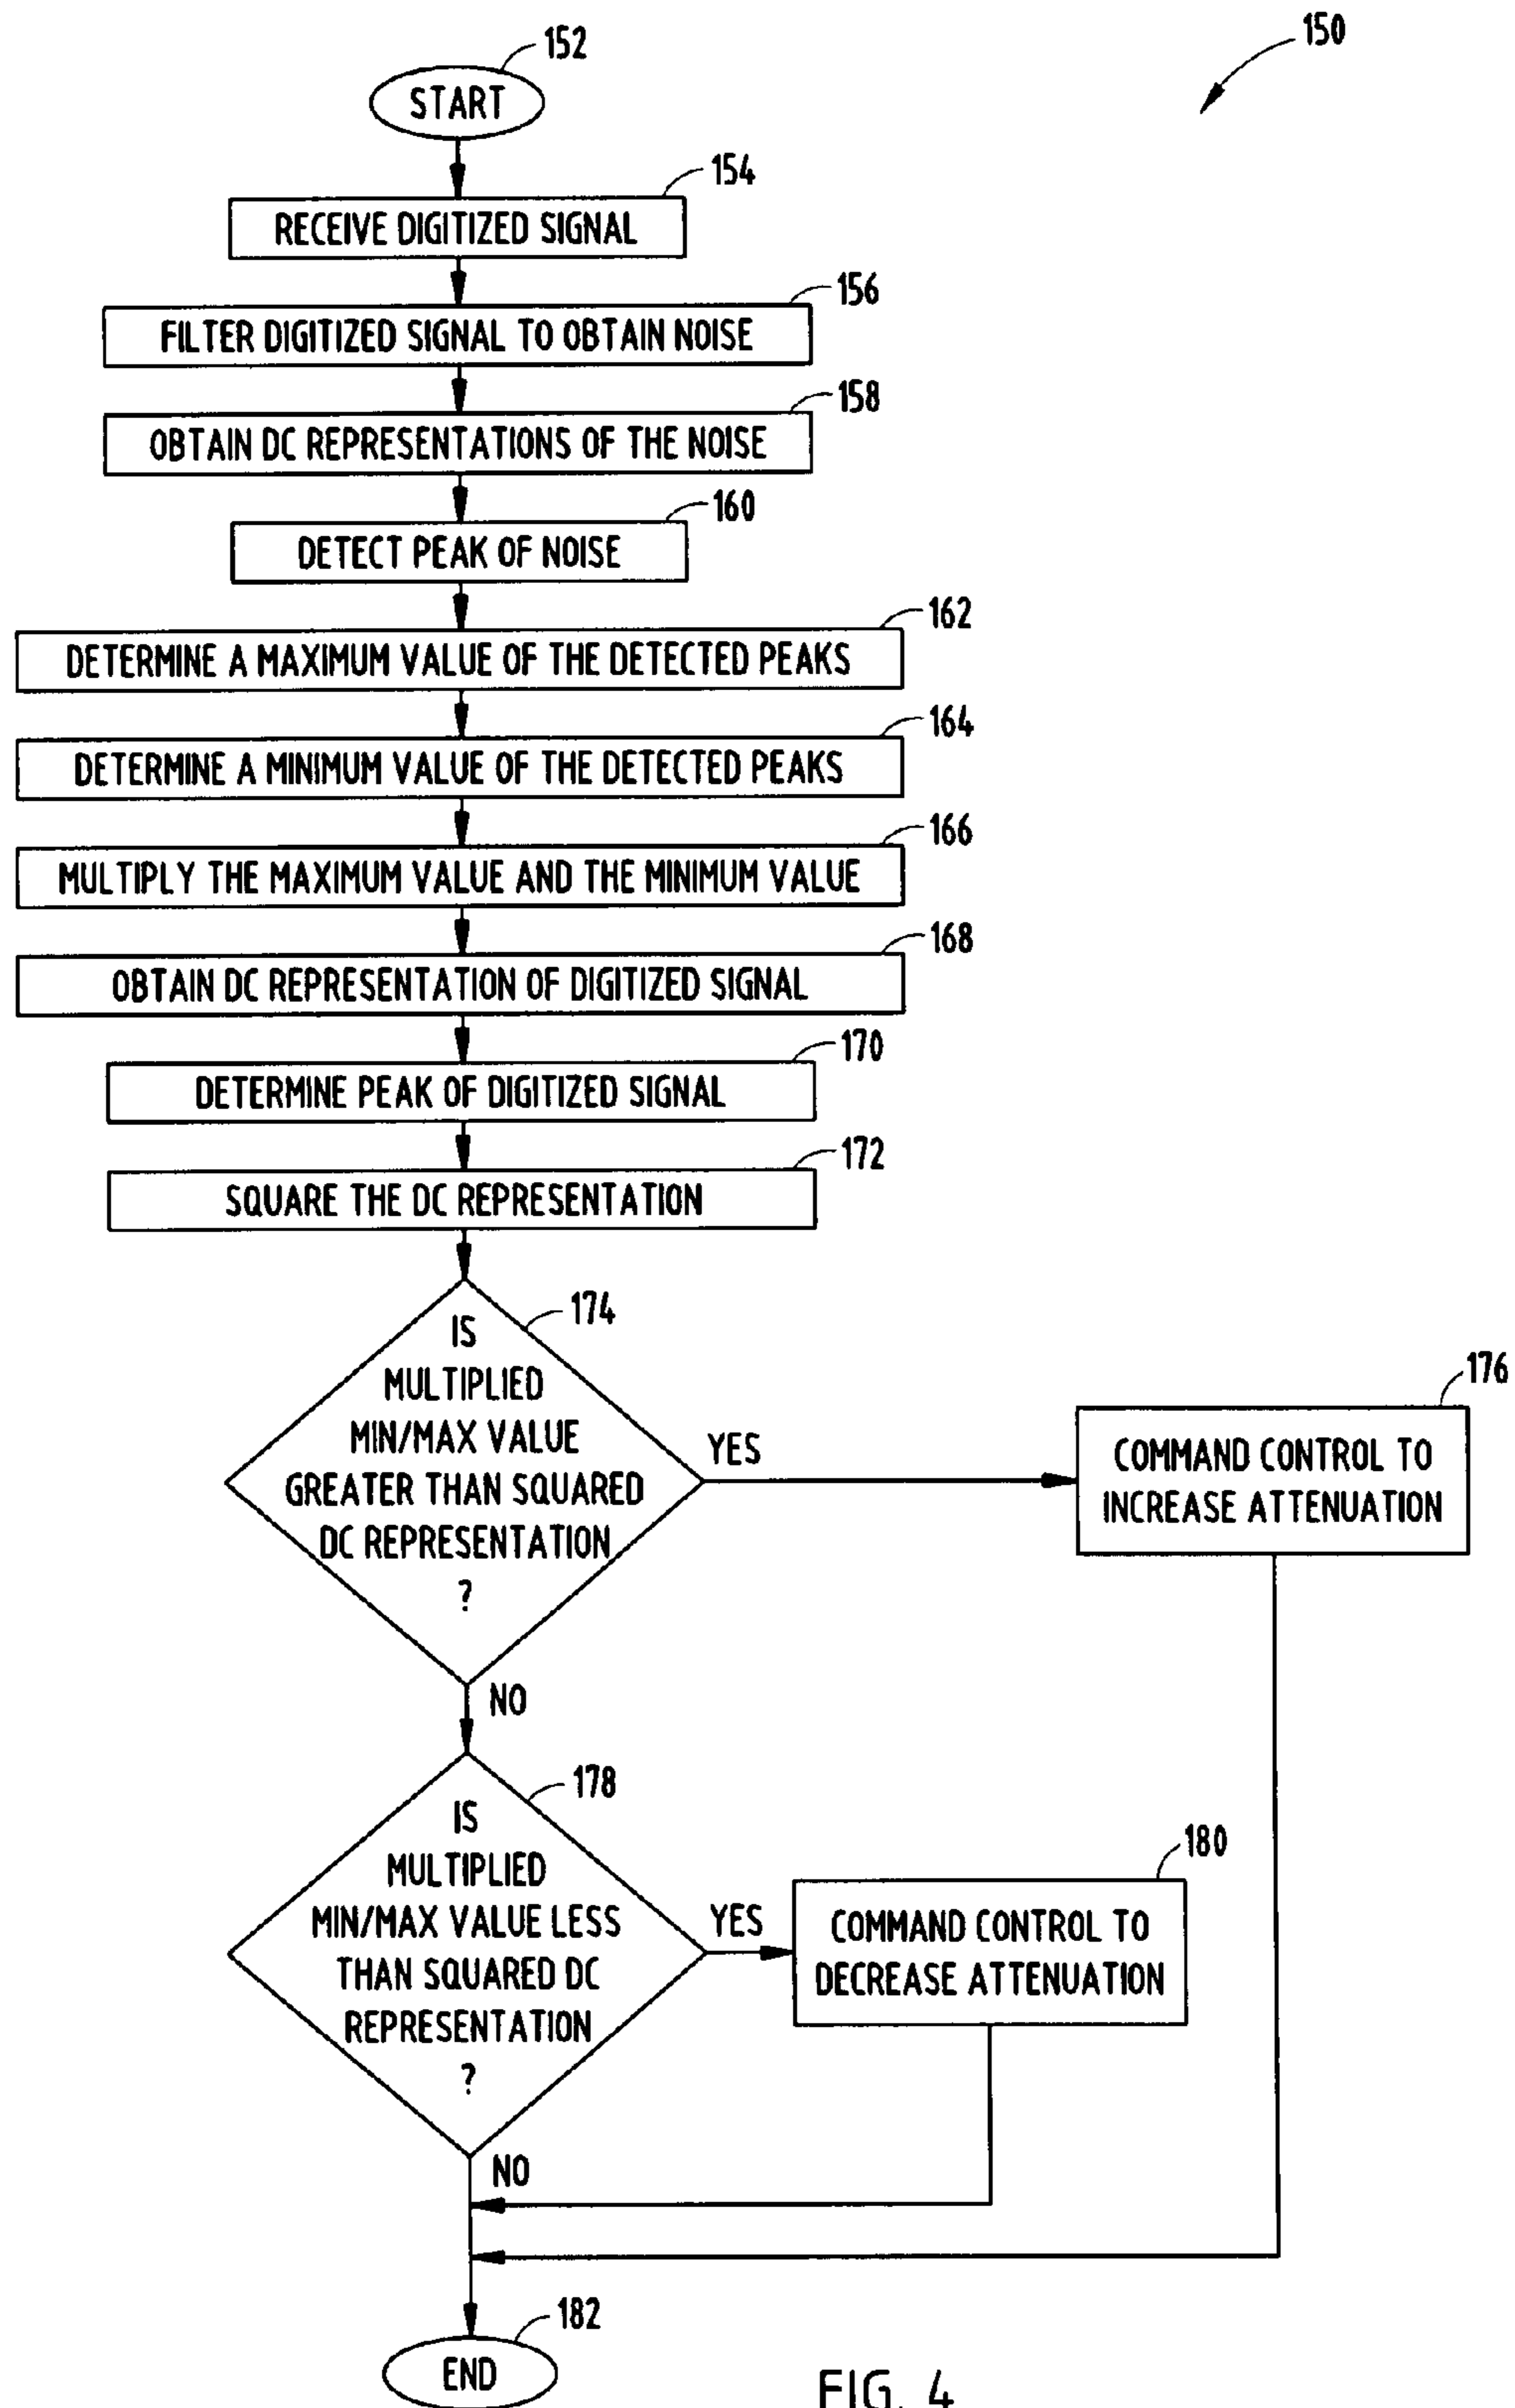 150
152
START
154
RECEIVE DIGITIZED SIGNAL
156
FILTER DIGITIZED SIGNAL TO OBTAIN NOISE
158
OBTAIN DC REPRESENTATIONS OF THE NOISE
160
DETECT PEAK OF NOISE
162
DETERMINE A MAXIMUM VALUE OF THE DETECTED PEAKS
164
DETERMINE A MINIMUM VALUE OF THE DETECTED PEAKS
166
MULTIPLY THE MAXIMUM VALUE AND THE MINIMUM VALUE
168
OBTAIN DC REPRESENTATION OF DIGITIZED SIGNAL
170
DETERMINE PEAK OF DIGITIZED SIGNAL
172
SQUARE THE DC REPRESENTATION
174
IS
MULTIPLIED
MIN/MAX VALUE
GREATER THAN SQUARED
DC REPRESENTATION
?
YES
176
COMMAND CONTROL TO
INCREASE ATTENUATION
NO
178
IS
MULTIPLIED
MIN/MAX VALUE LESS
THAN SQUARED DC
REPRESENTATION
?
YES
180
COMMAND CONTROL TO
DECREASE ATTENUATION
NO
182
END
FIG. 4